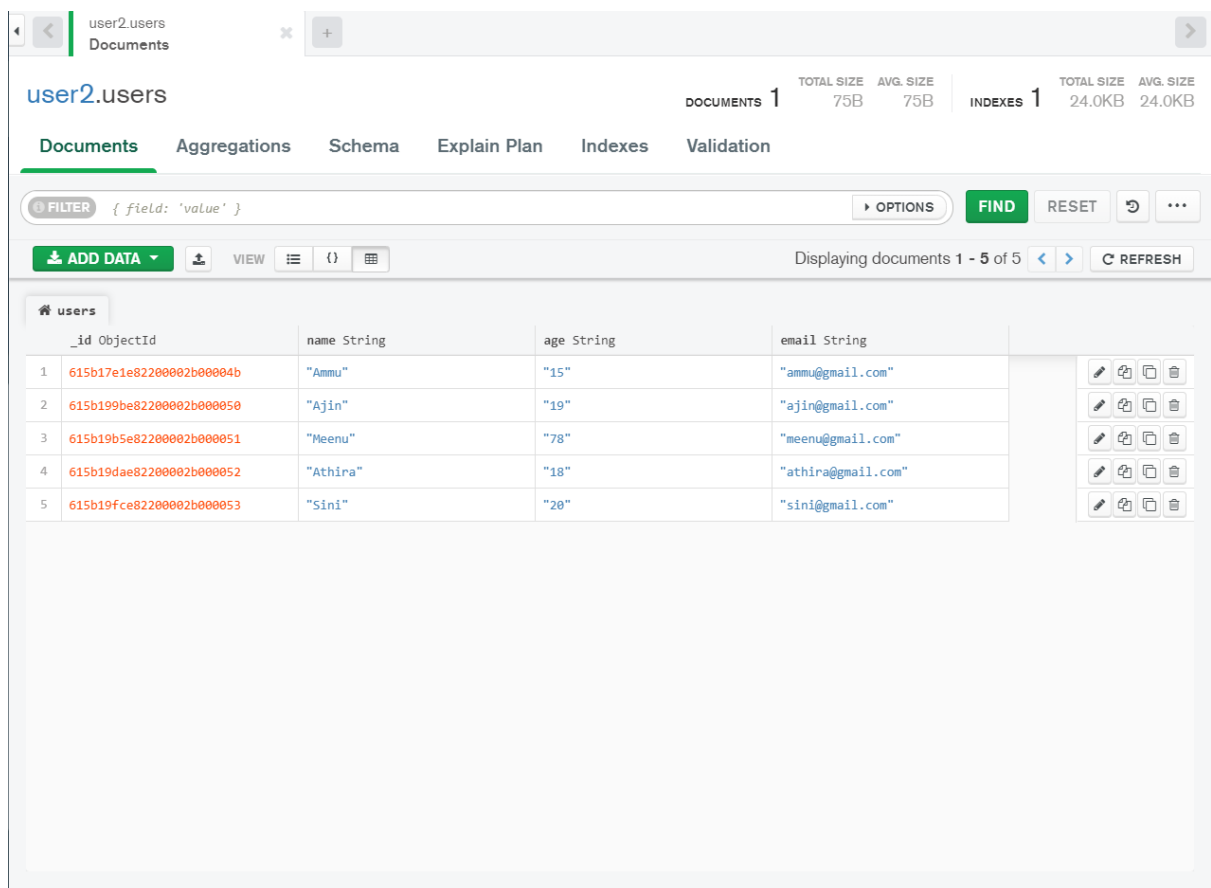 user2.users
Documents
user2.users
DOCUMENTS 1 TOTAL SIZE 75B AVG. SIZE 75B INDEXES 1 TOTAL SIZE 24.0KB AVG. SIZE 24.0KB
Documents Aggregations Schema Explain Plan Indexes Validation
FILTER { field: 'value' } OPTIONS FIND RESET
ADD DATA VIEW {} Displaying documents 1 - 5 of 5 REFRESH
users
_id ObjectId name String age String email String
1 615b17e1e82200002b00004b "Ammu" "15" "ammu@gmail.com"
2 615b199be82200002b000050 "Ajin" "19" "ajin@gmail.com"
3 615b19b5e82200002b000051 "Meenu" "78" "meenu@gmail.com"
4 615b19dae82200002b000052 "Athira" "18" "athira@gmail.com"
5 615b19fce82200002b000053 "Sini" "20" "sini@gmail.com"